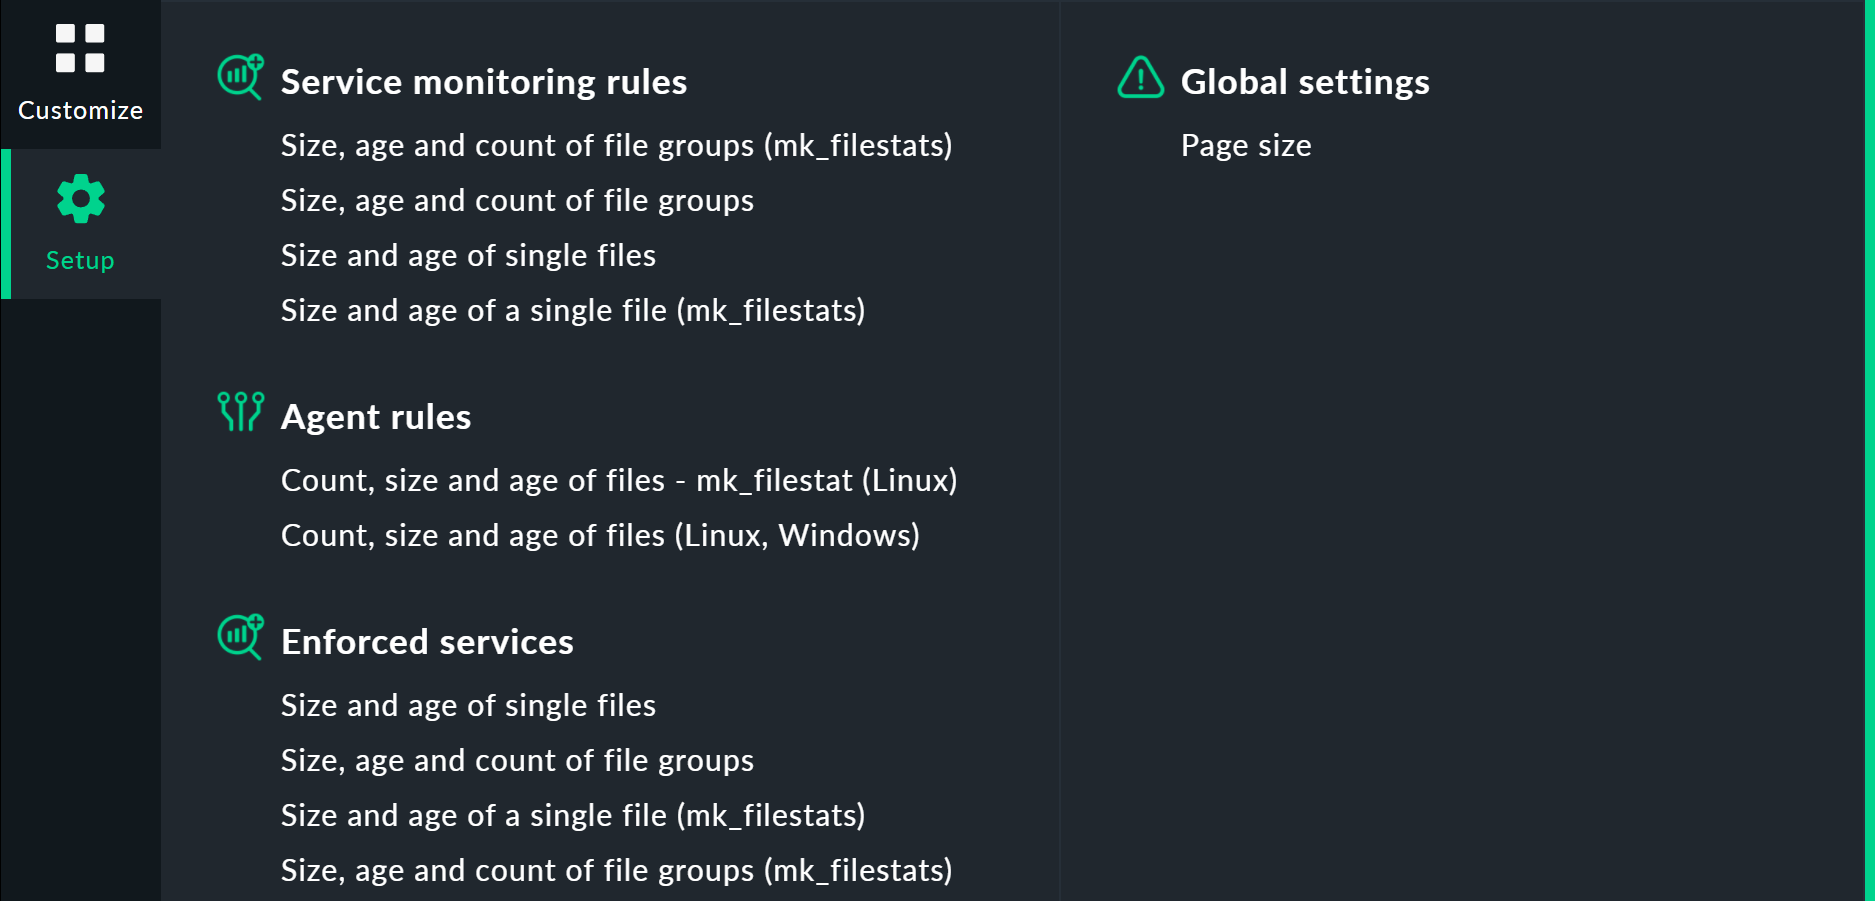 Customize
Setup
Service monitoring rules
Size, age and count of file groups (mk_filestats)
Size, age and count of file groups
Size and age of single files
Size and age of a single file (mk_filestats)
Agent rules
Count, size and age of files - mk_filestat (Linux)
Count, size and age of files (Linux, Windows)
Enforced services
Size and age of single files
Size, age and count of file groups
Size and age of a single file (mk_filestats)
Size, age and count of file groups (mk_filestats)
Global settings
Page size